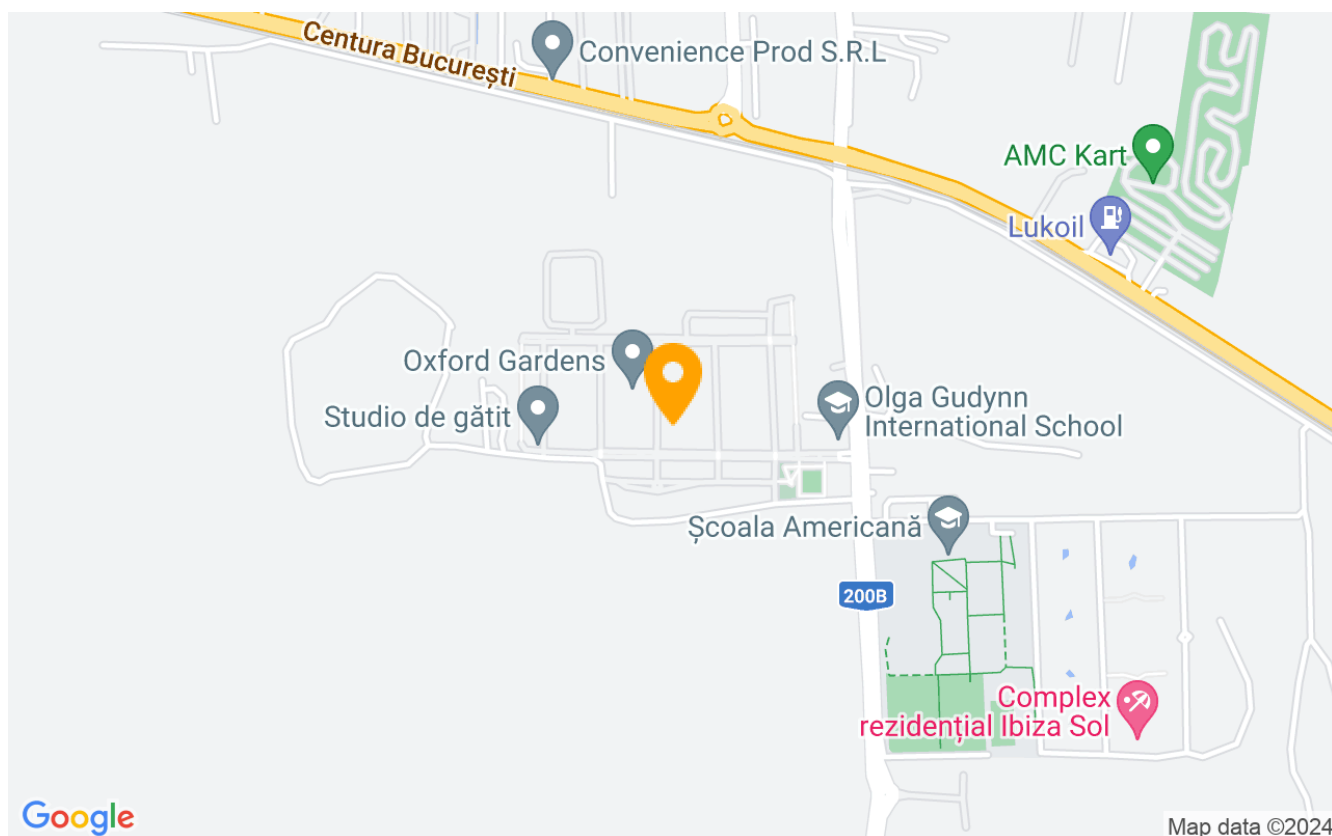 Centura București
Convenience Prod S.R.L
AMC Kart
Lukoil
Oxford Gardens
Studio de gătit
Olga Gudynn
International School
Școala Americană
200B
Complex
rezidențial Ibiza Sol
Google
Map data ©2024